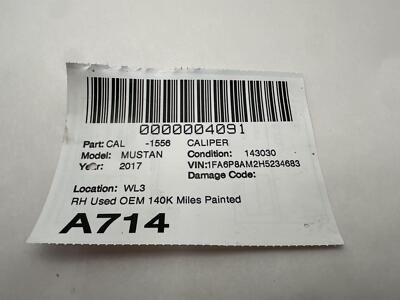 0000004091
Part: CAL -1556 CALIPER
Model: MUSTAN Condition: 143030
Year: 2017 VIN:1FA6P8AM2H5234683
Damage Code:
Location: WL3
RH Used OEM 140K Miles Painted
A714